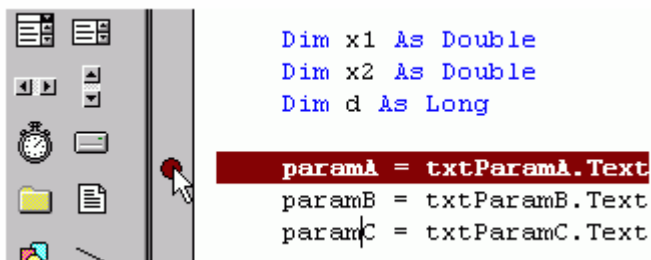 Dim x1 As Double
Dim x2 As Double
Dim d As Long
paramA = txtParamA.Text
paramB = txtParamB.Text
paramC = txtParamC.Text